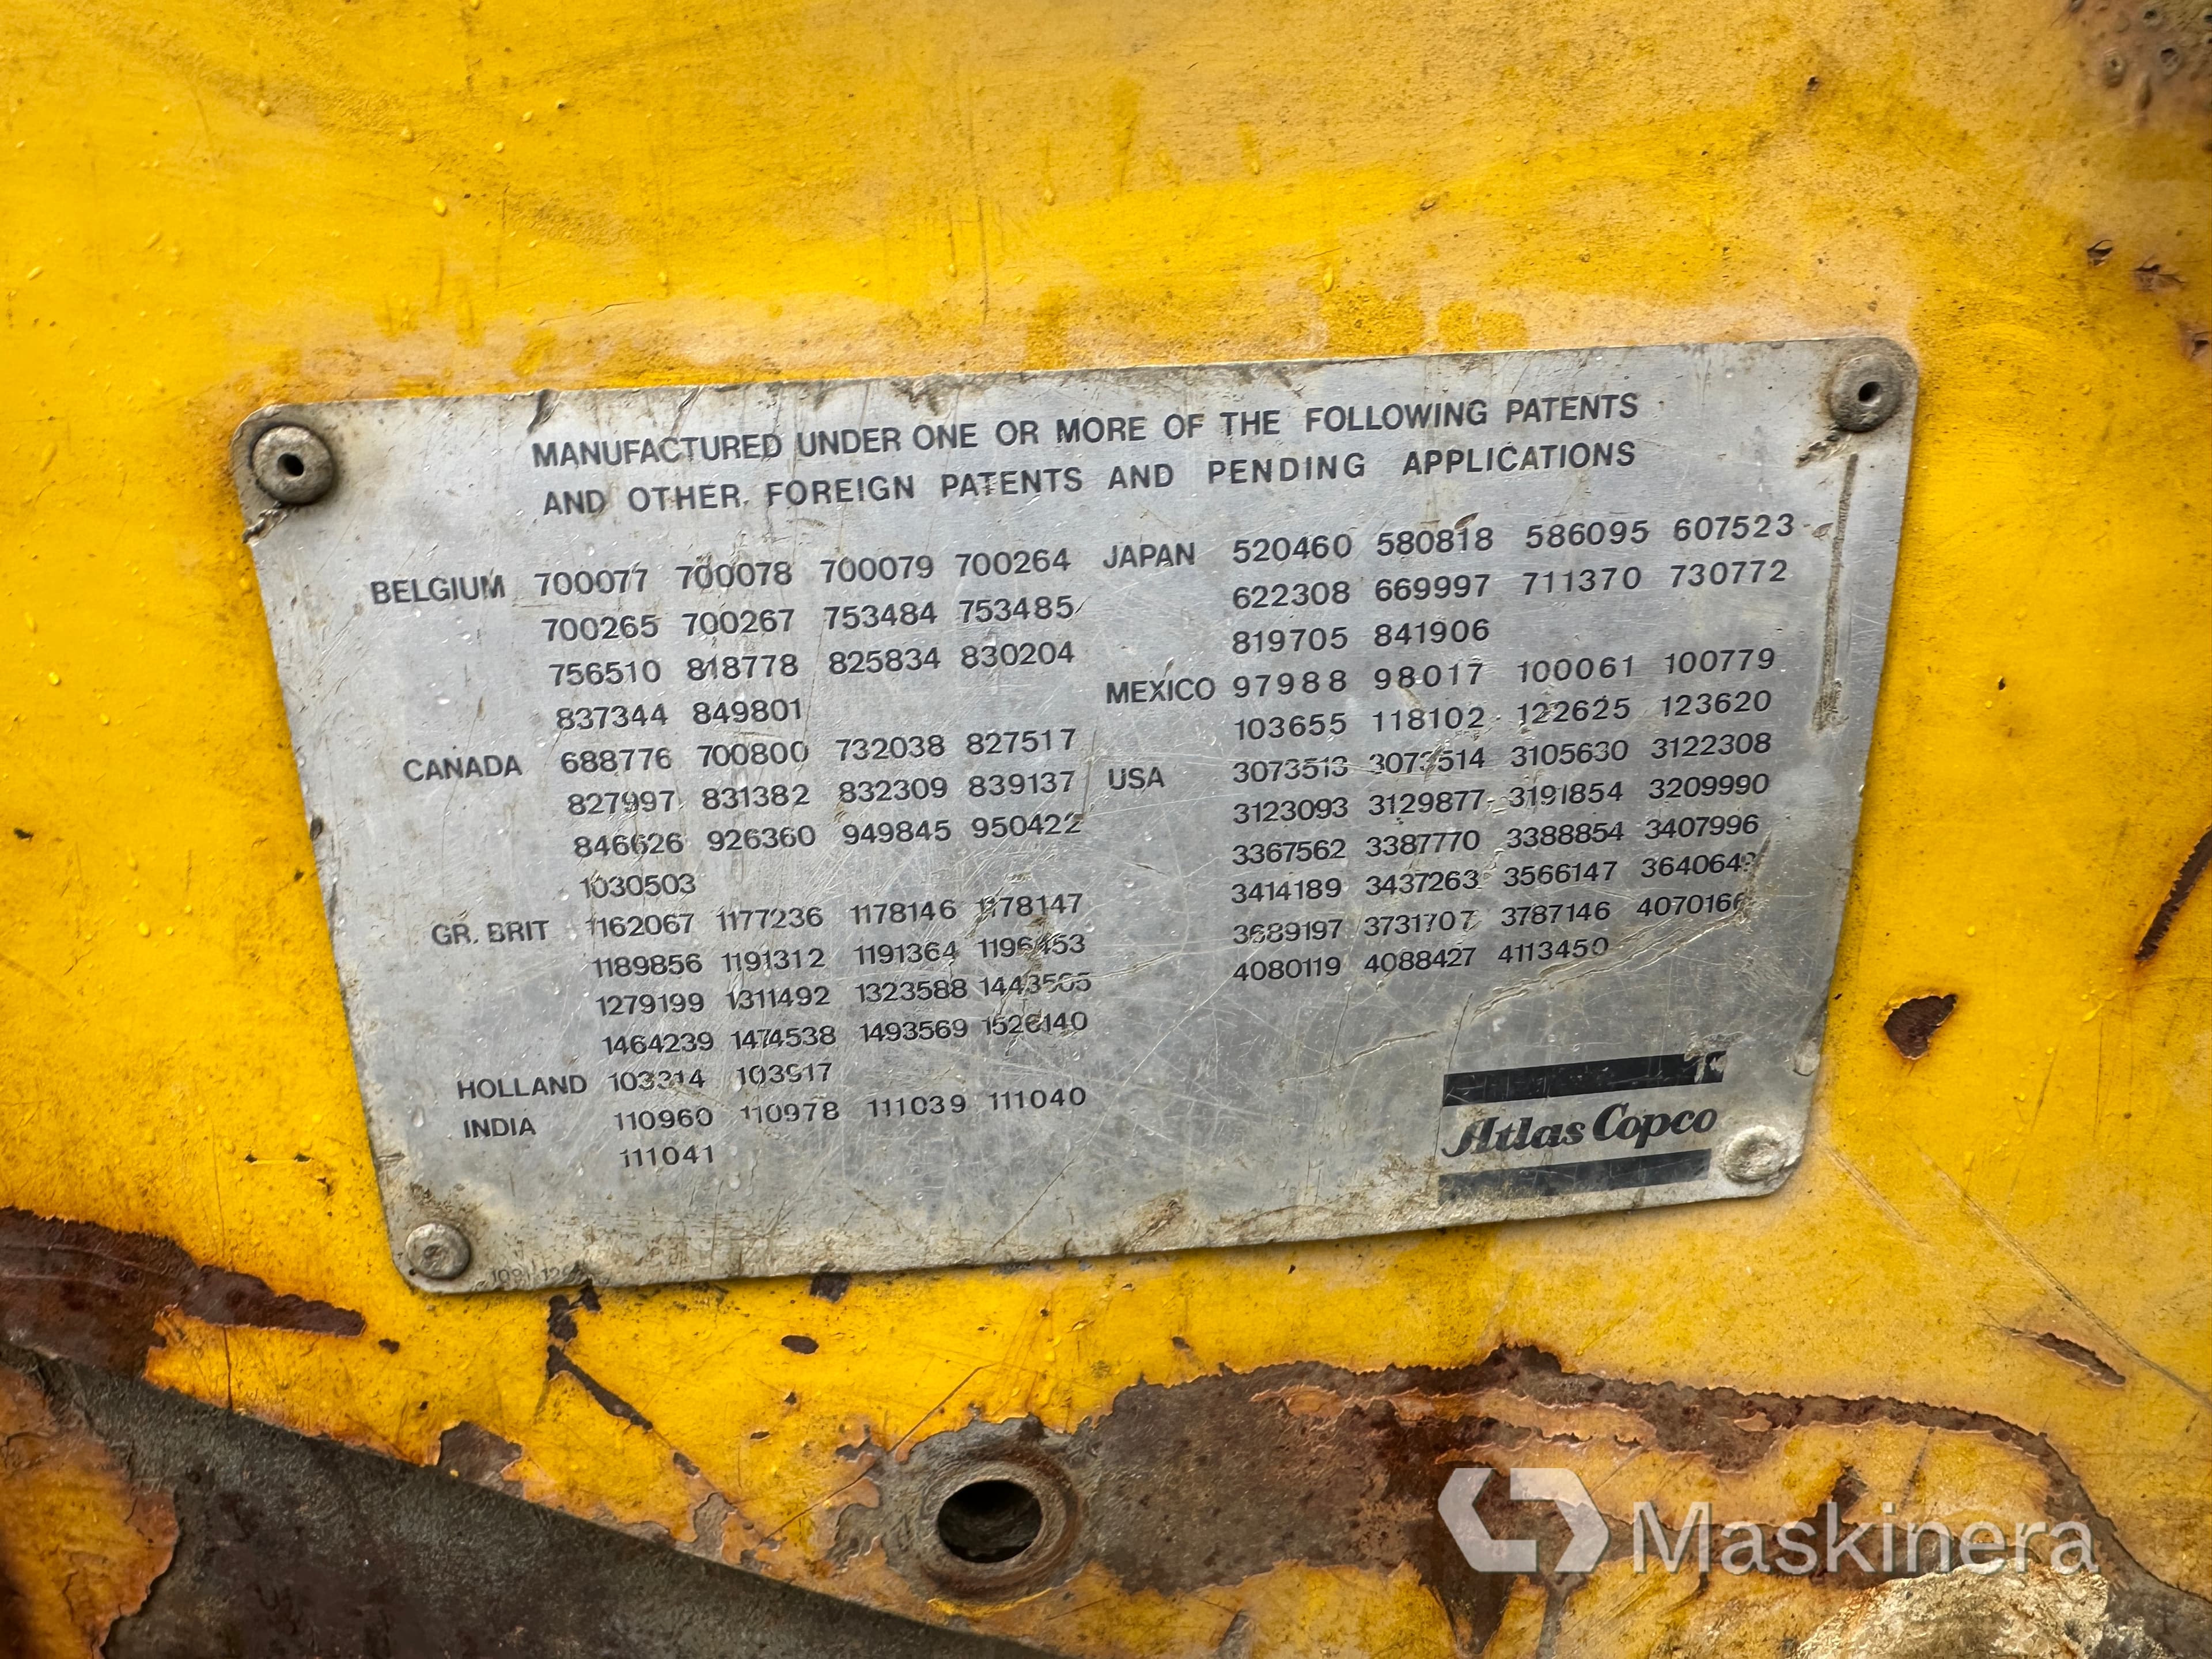 MANUFACTURED UNDER ONE OR MORE OF THE FOLLOWING PATENTS
AND OTHER FOREIGN PATENTS AND PENDING APPLICATIONS
BELGIUM 700077 700078 700079 700264
700265 700267 753484 753485
756510 818778 825834 830204
837344 849801
CANADA 688776 700800 732038 827517
827997 831382 832309 839137
846626 926360 949845 950422
1030503
GR. BRIT 1162067 1177236 1178146 1178147
1189856 1191312 1191364 1196453
1279199 1311492 1323588
1464239 1474538 1493569 1526140
HOLLAND 103314 103917
INDIA 110960 110978 111039 111040
111041
JAPAN 520460 580818 586095 607523
622308 669997 711370 730772
819705 841906
MEXICO 97988 98017 100061 100779
103655 118102 122625 123620
USA 3073513 3073514 3105630 3122308
3123093 3129877 3191854 3209990
3367562 3387770 3388854 3407996
3414189 3437263 3566147 3640649
3689197 3731707 3787146 4070166
4080119 4088427 4113450
Atlas Copco
Maskinera